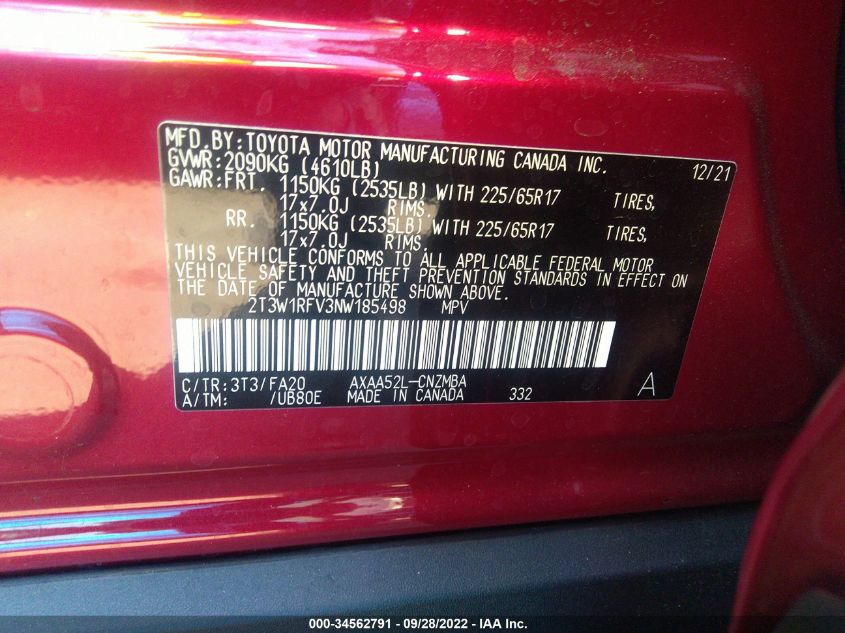 MFD. BY: TOYOTA MOTOR MANUFACTURING CANADA INC. 12/21
GVWR: 2090KG (4610LB)
GAWR: FRT. 1150KG (2535LB) WITH 225/65R17 TIRES,
17x7.0J RIMS.
RR. 1150KG (2535LB) WITH 225/65R17 TIRES,
17x7.0J RIMS.
THIS VEHICLE CONFORMS TO ALL APPLICABLE FEDERAL MOTOR
VEHICLE SAFETY AND THEFT PREVENTION STANDARDS IN EFFECT ON
THE DATE OF MANUFACTURE SHOWN ABOVE.
2T3W1RFV3NW185498 MPV
C/TR: 3T3/FA20 AXAA52L-CNZMBA
A/TM: /UB80E MADE IN CANADA 332 A
000-34562791 - 09/28/2022 - IAA Inc.